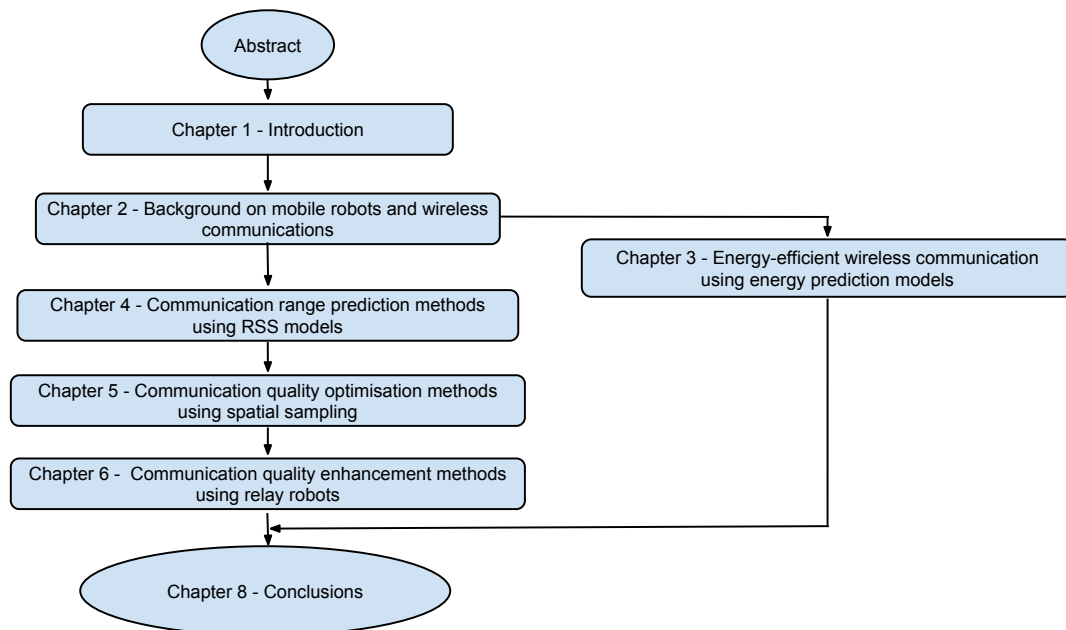 Abstract
Chapter 1 - Introduction
Chapter 2 - Background on mobile robots and wireless
communications
Chapter 3 - Energy-efficient wireless communication
using energy prediction models
Chapter 4 - Communication range prediction methods
using RSS models
Chapter 5 - Communication quality optimisation methods
using spatial sampling
Chapter 6 -  Communication quality enhancement methods
using relay robots
Chapter 8 - Conclusions